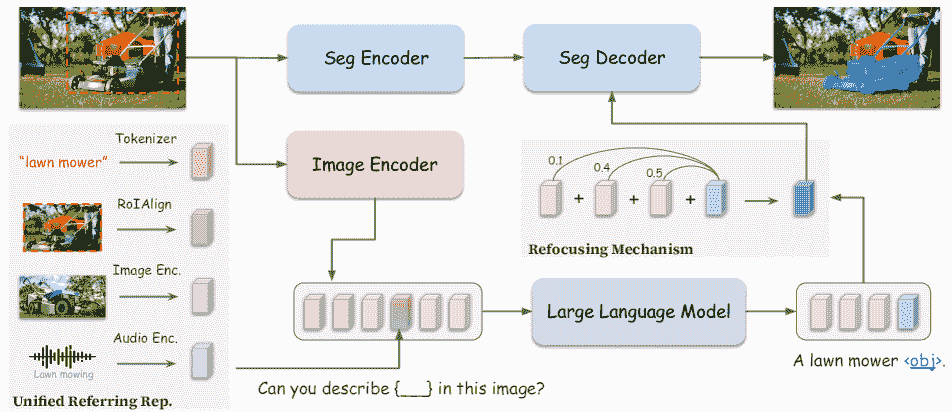 Seg Encoder
Seg Decoder
Tokenizer
"lawn mower"
Image Encoder
0.1
0.4
0.5
+ + +
RoIAlign
Refocusing Mechanism
Image Enc.
Large Language Model
Audio Enc.
Lawn mowing
A lawn mower <obj>.
Can you describe {___} in this image?
Unified Referring Rep.